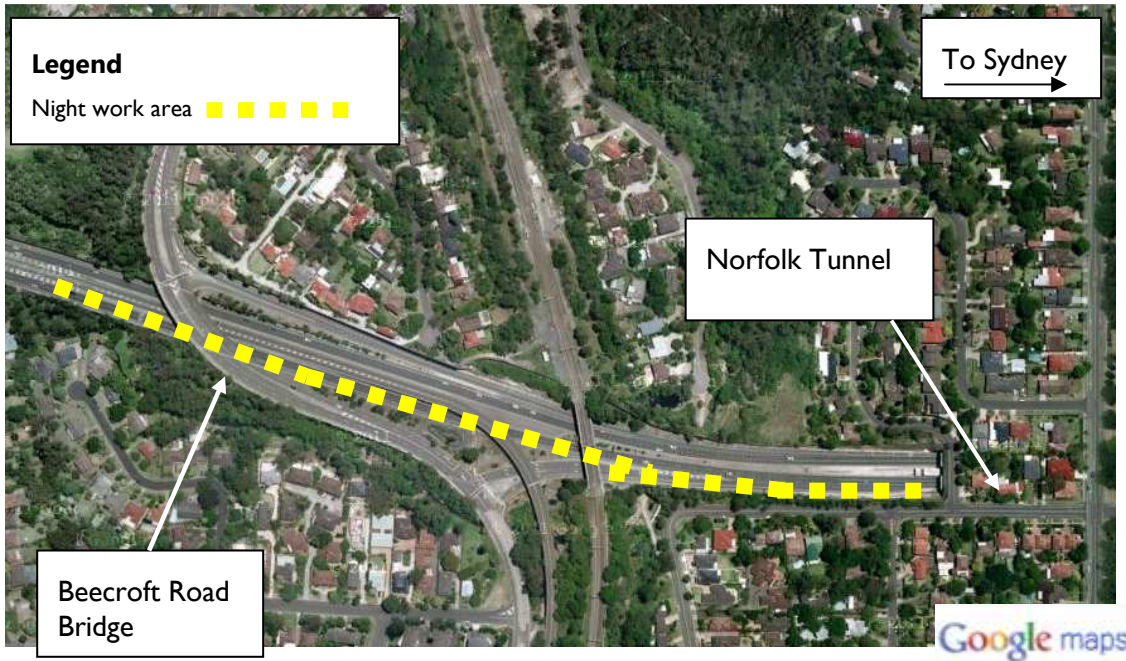 Legend
Night work area
To Sydney
Norfolk Tunnel
Beecroft Road
Bridge
Google maps